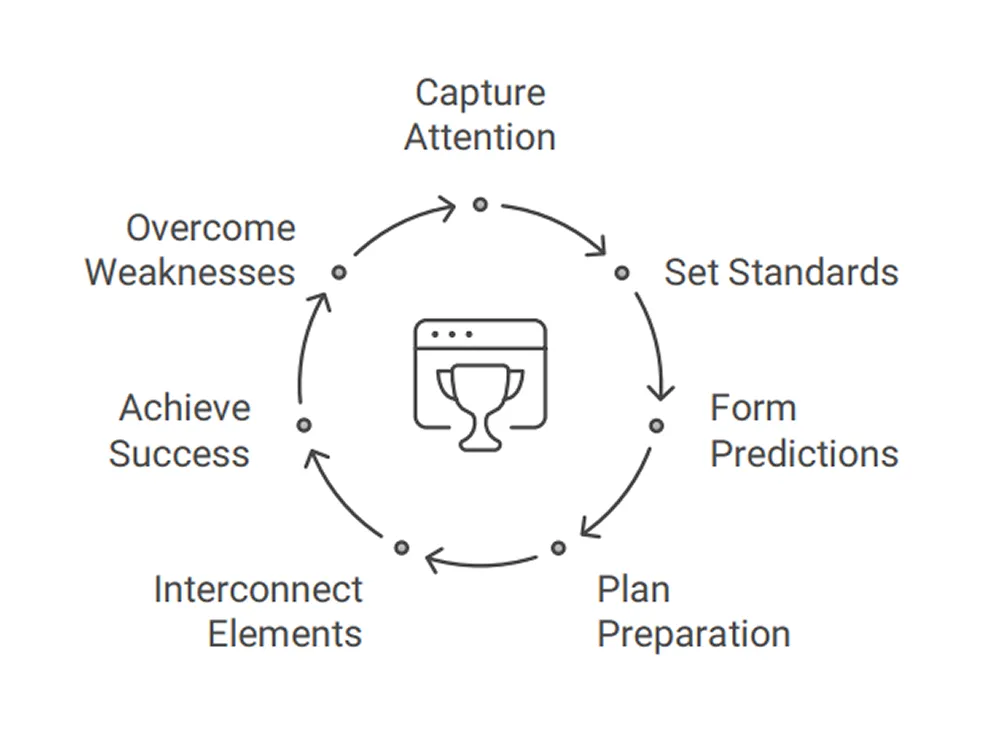 Capture
Attention
Set Standards
Form
Predictions
Plan
Preparation
Interconnect
Elements
Achieve
Success
Overcome
Weaknesses